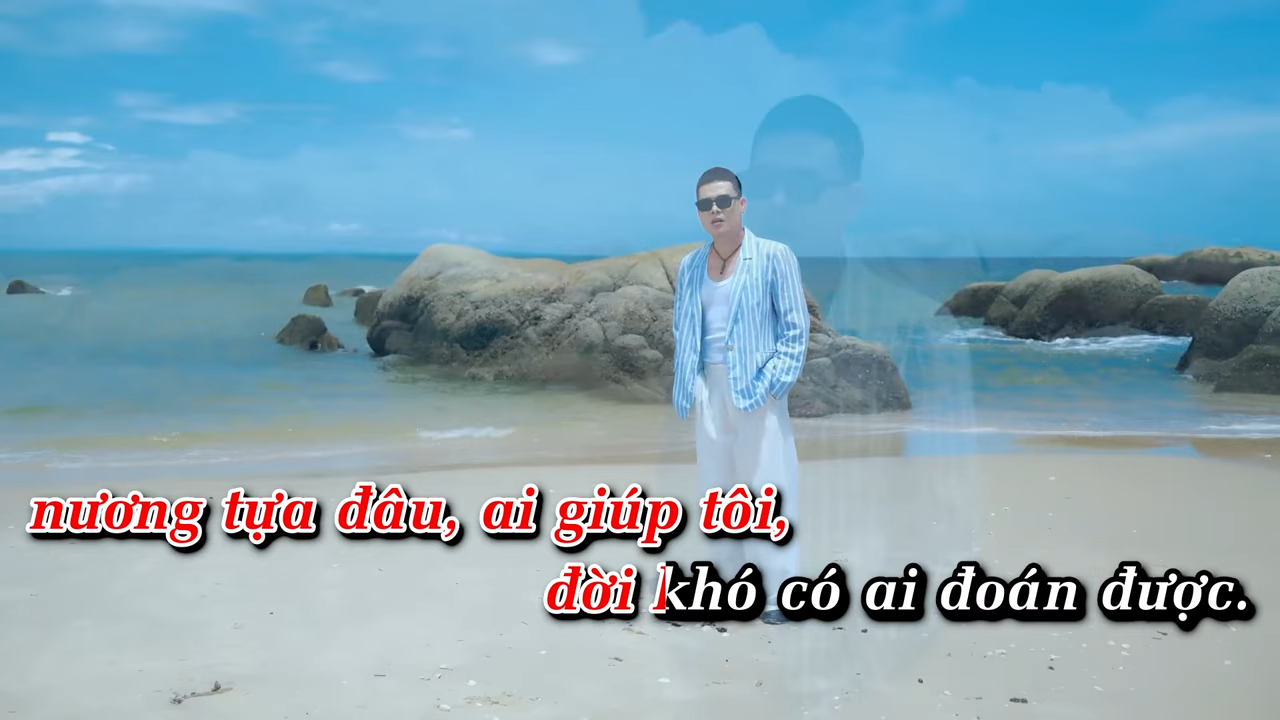 nương tựa đâu, ai giúp tôi,
đời khó có ai đoán được.